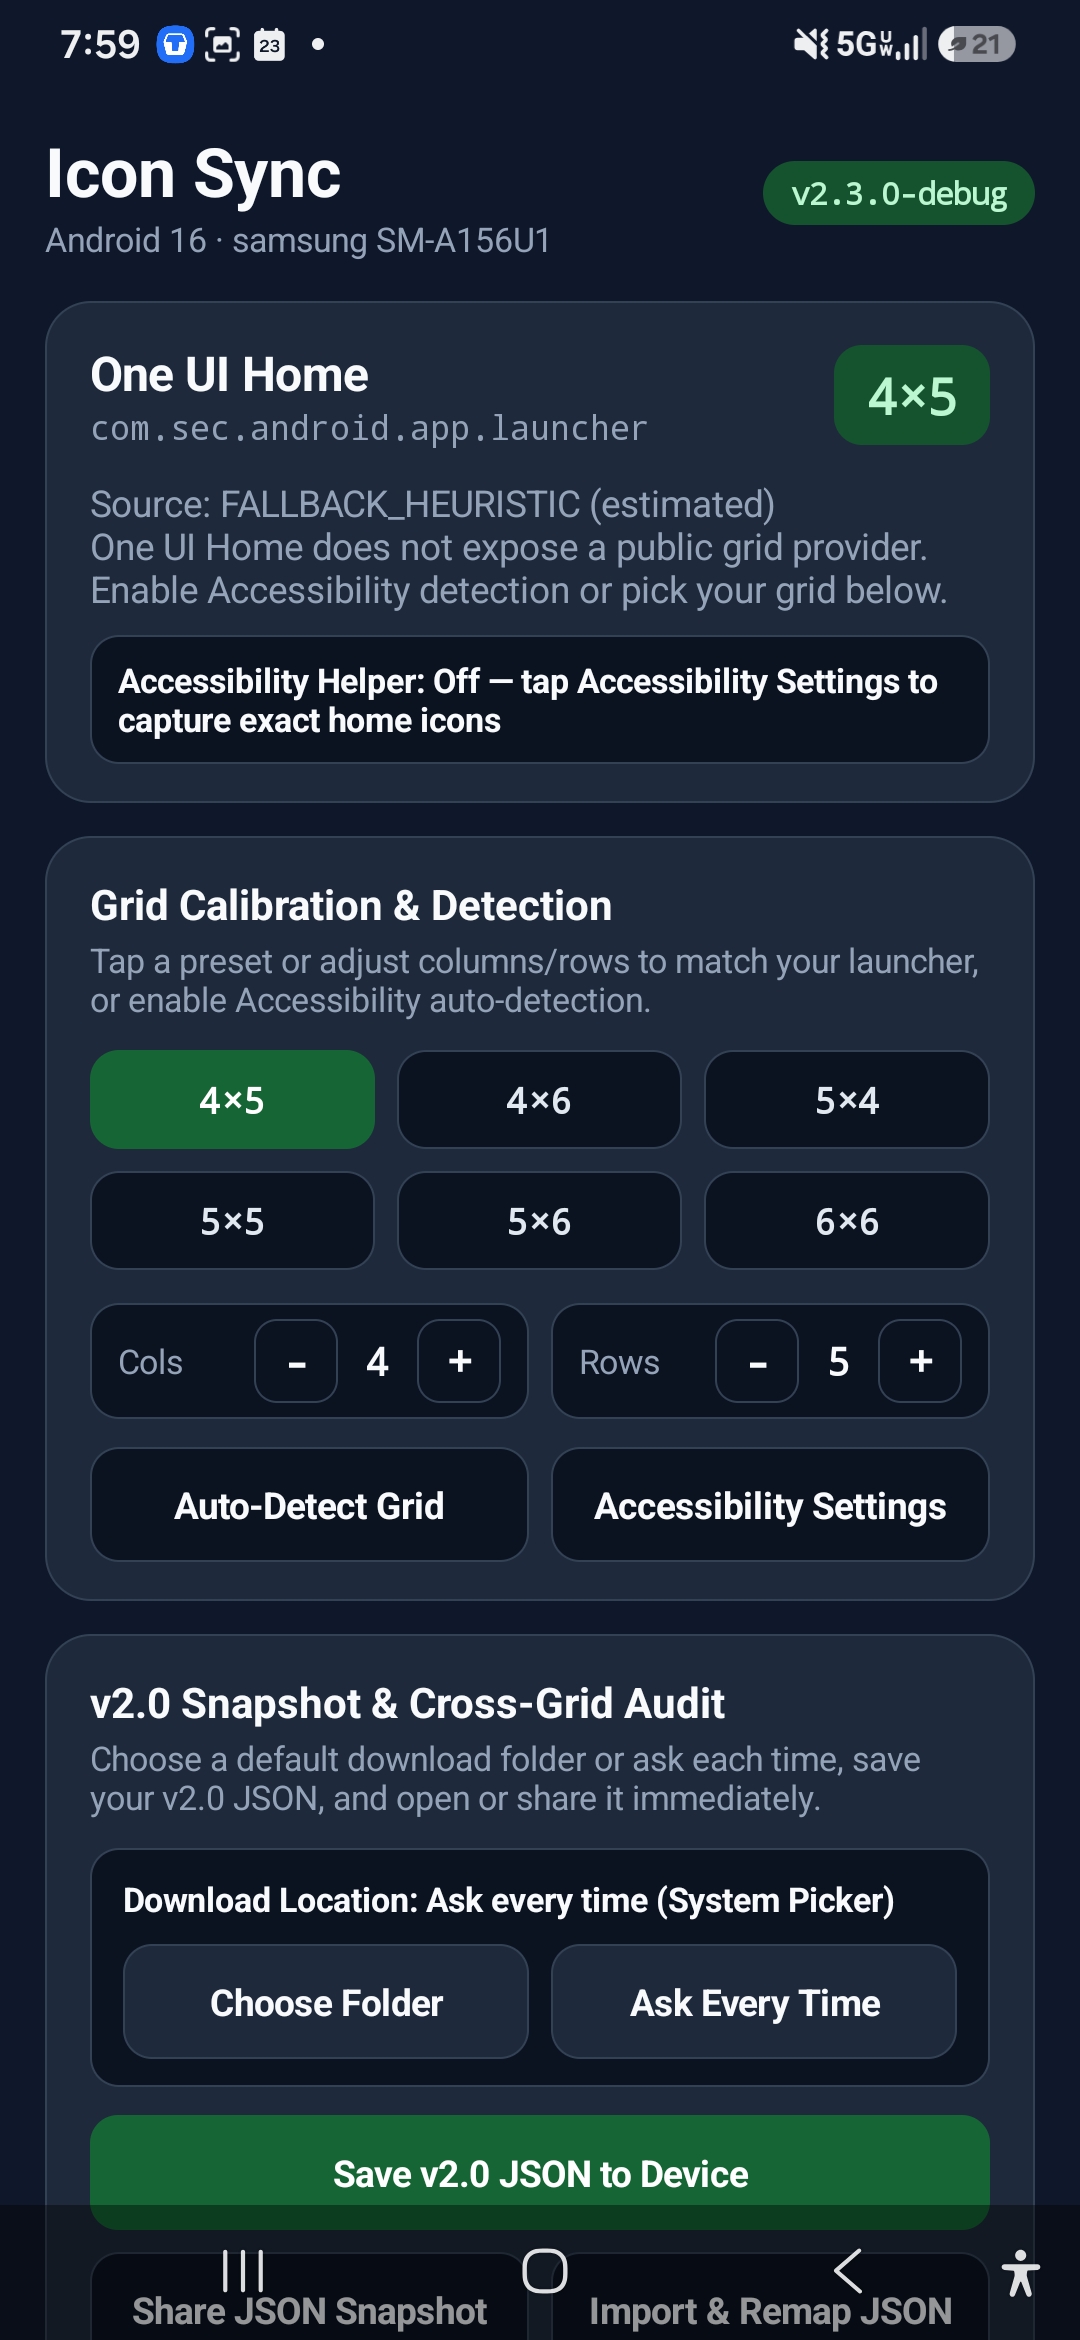 7:59
23
5G
21
Icon Sync
v2.3.0-debug
Android 16 · samsung SM-A156U1
One UI Home
4×5
com.sec.android.app.launcher
Source: FALLBACK_HEURISTIC (estimated)
One UI Home does not expose a public grid provider.
Enable Accessibility detection or pick your grid below.
Accessibility Helper: Off — tap Accessibility Settings to
capture exact home icons
Grid Calibration & Detection
Tap a preset or adjust columns/rows to match your launcher,
or enable Accessibility auto-detection.
4×5
4×6
5×4
5×5
5×6
6×6
Cols - 4 +
Rows - 5 +
Auto-Detect Grid
Accessibility Settings
v2.0 Snapshot & Cross-Grid Audit
Choose a default download folder or ask each time, save
your v2.0 JSON, and open or share it immediately.
Download Location: Ask every time (System Picker)
Choose Folder
Ask Every Time
Save v2.0 JSON to Device
Share JSON Snapshot
Import & Remap JSON